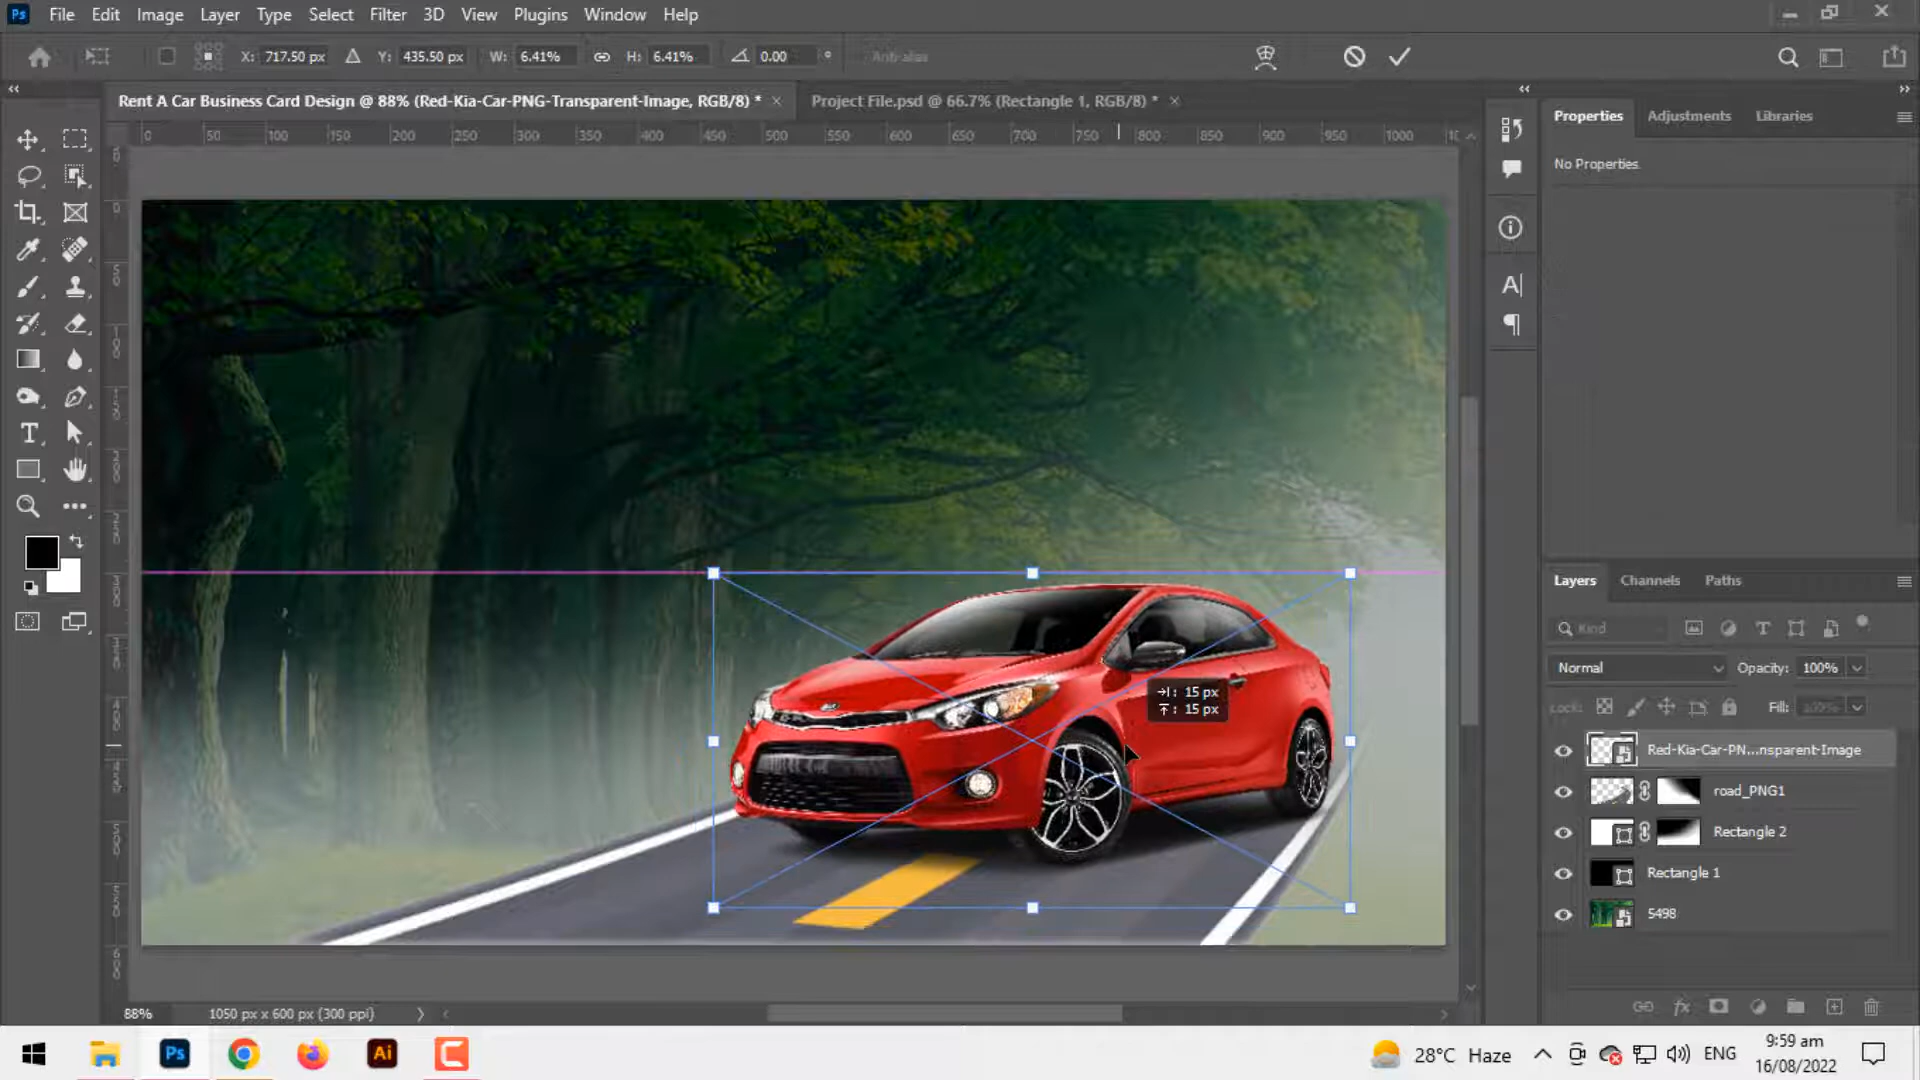 Ps File Edit Image Layer Type Select Filter 3D View Plugins Window Help
X: 717.50 px Y: 435.50 px W: 6.41% H: 6.41% 0.00 ° Anti-alias
Rent A Car Business Card Design @ 88% (Red-Kia-Car-PNG-Transparent-Image, RGB/8) * Project File.psd @ 66.7% (Rectangle 1, RGB/8) *
0 50 100 150 200 250 300 350 400 450 500 550 600 650 700 750 800 850 900 950 1000
Properties Adjustments Libraries
No Properties
15 px
15 px
Layers Channels Paths
Kind
Normal Opacity: 100%
Lock: Fill: 100%
Red-Kia-Car-PN...nsparent-Image
road_PNG1
Rectangle 2
Rectangle 1
5498
88% 1050 px x 600 px (300 ppi)
Ps Ai 28°C Haze ENG 9:59 am
16/08/2022